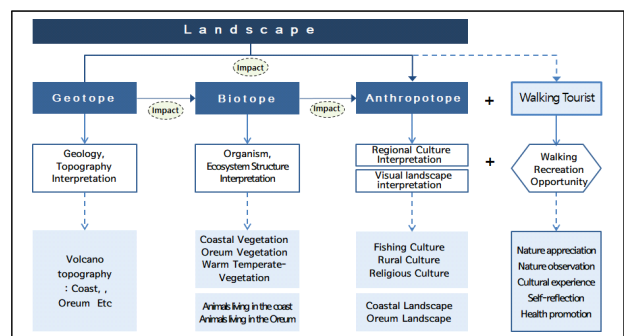 Landscape
Impact
Geotope
Impact
Biotope
Impact
Anthropotope
+
Walking Tourist
Geology,
Topography
Interpretation
Organism,
Ecosystem Structure
Interpretation
Regional Culture
Interpretation
Visual landscape
interpretation
+
Walking
Recreation
Opportunity
Volcano
topography
: Coast, ,
Oreum Etc
Coastal Vegetation
Oreum Vegetation
Warm Temperate-
Vegetation
Animals living in the coast
Animals living in the Oreum
Fishing Culture
Rural Culture
Religious Culture
Coastal Landscape
Oreum Landscape
Nature appreciation
Nature observation
Cultural experience
Self-reflection
Health promotion